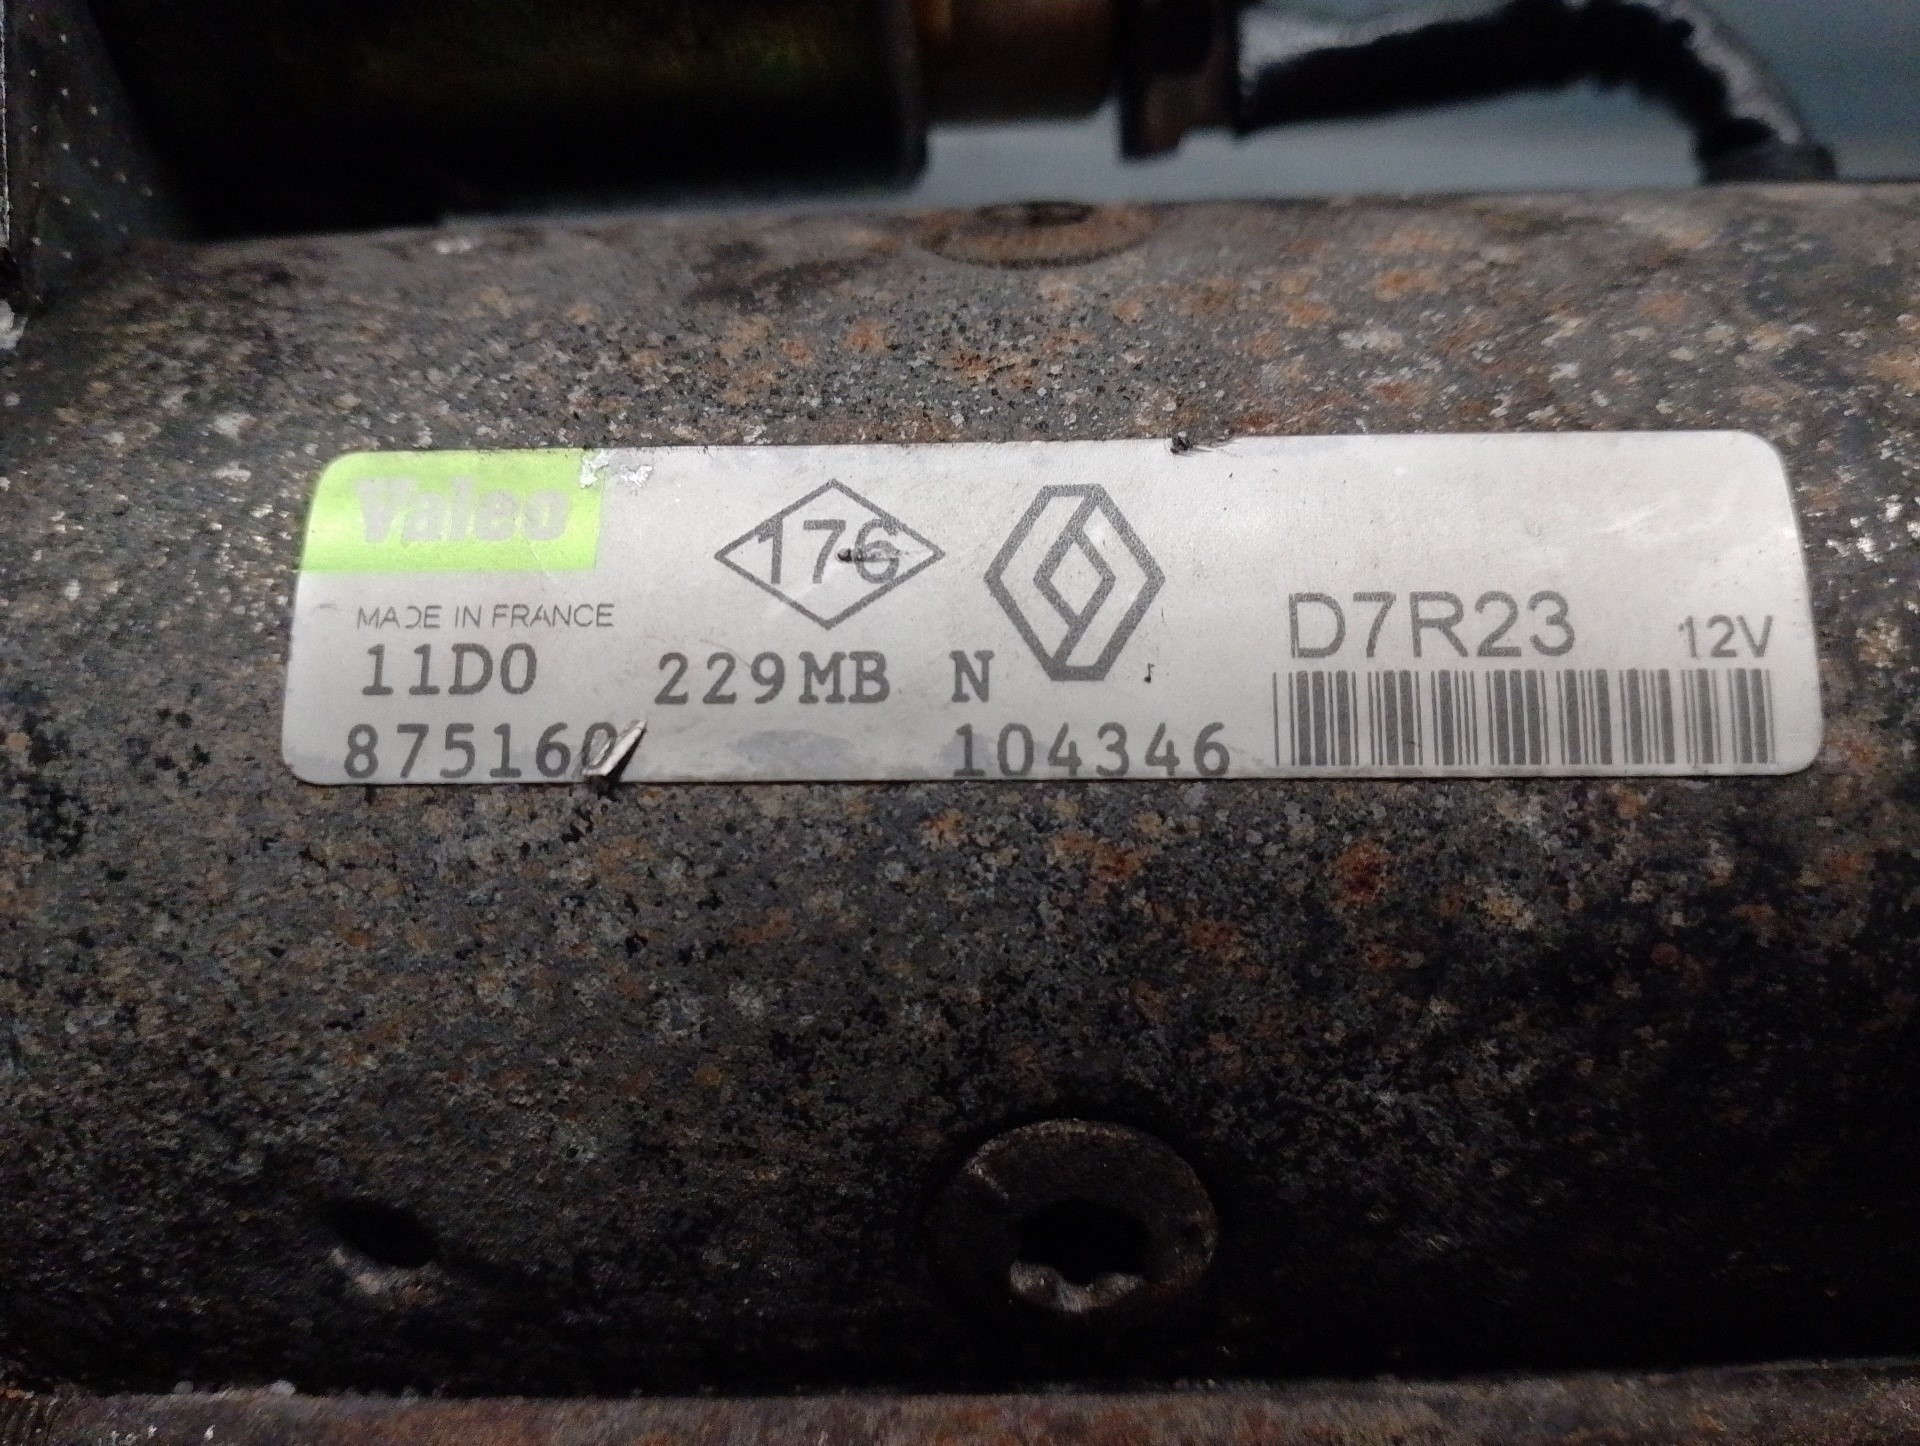 Valeo
176
MADE IN FRANCE
D7R23 12V
11D0 229MB N
875160 104346